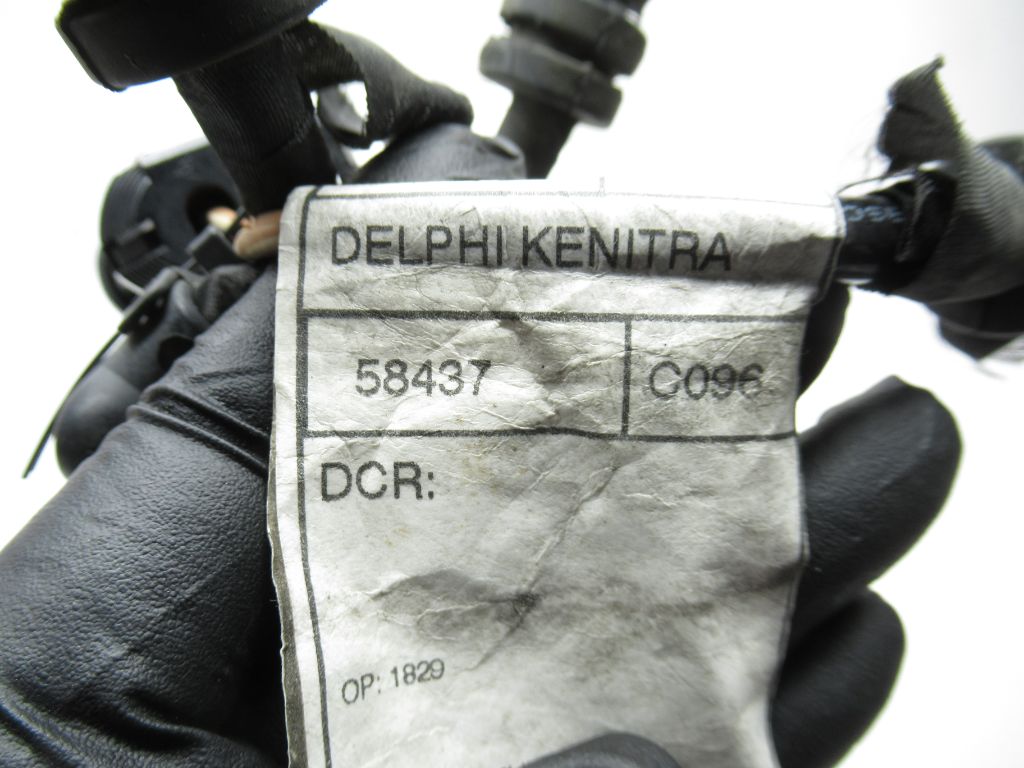 DELPHI KENITRA
58437 C096
DCR:
OP: 1829